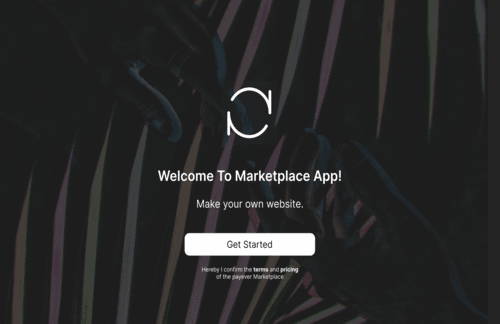 Welcome To Marketplace App!
Make your own website.
Get Started
Hereby I confirm the terms and pricing
of the payever Marketplace